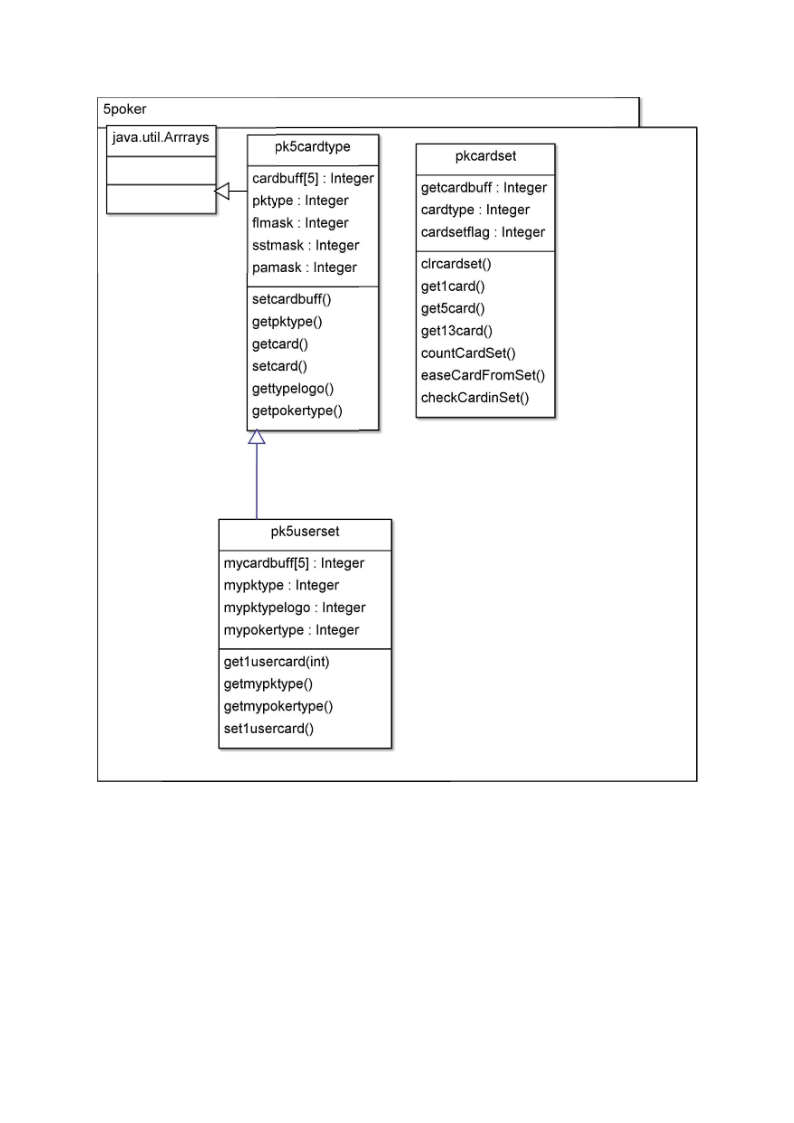 5poker
java.util.Arrrays
pk5cardtype
cardbuff[5] : Integer
pktype : Integer
flmask : Integer
sstmask : Integer
pamask : Integer
setcardbuff()
getpktype()
getcard()
setcard()
gettypelogo()
getpokertype()
pkcardset
getcardbuff : Integer
cardtype : Integer
cardsetflag : Integer
clrcardset()
get1card()
get5card()
get13card()
countCardSet()
easeCardFromSet()
checkCardinSet()
pk5userset
mycardbuff[5] : Integer
mypktype : Integer
mypktypelogo : Integer
mypokertype : Integer
get1usercard(int)
getmypktype()
getmypokertype()
set1usercard()